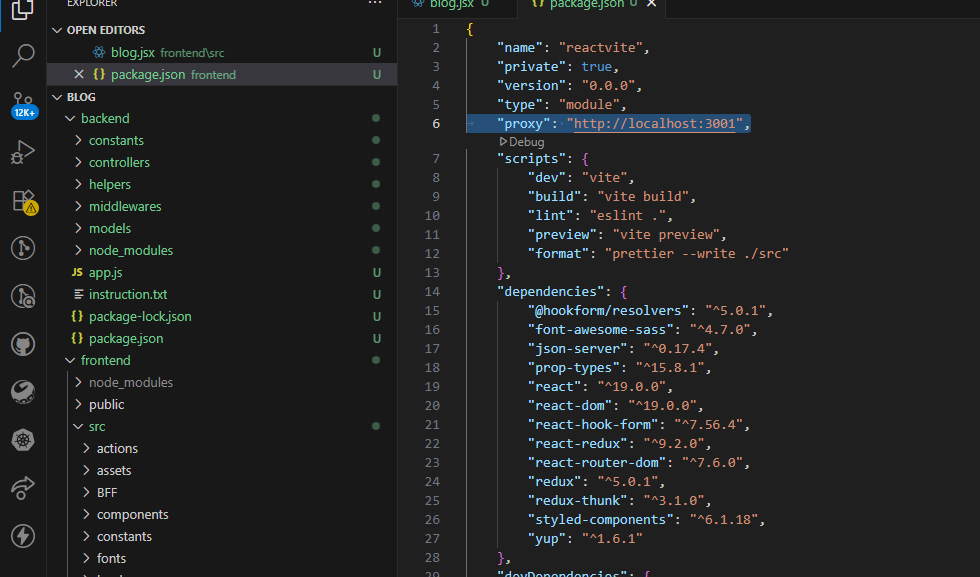 EXPLORER ...
OPEN EDITORS
blog.jsx frontend\src U
package.json frontend U
BLOG
backend
constants
controllers
helpers
middlewares
models
node_modules
JS app.js U
instruction.txt U
{} package-lock.json U
{} package.json U
frontend
node_modules
public
src
actions
assets
BFF
components
constants
fonts
12K+
blog.jsx U {} package.json U
1 {
2 "name": "reactvite",
3 "private": true,
4 "version": "0.0.0",
5 "type": "module",
6 "proxy": "http://localhost:3001",
Debug
7 "scripts": {
8 "dev": "vite",
9 "build": "vite build",
10 "lint": "eslint .",
11 "preview": "vite preview",
12 "format": "prettier --write ./src"
13 },
14 "dependencies": {
15 "@hookform/resolvers": "^5.0.1",
16 "font-awesome-sass": "^4.7.0",
17 "json-server": "^0.17.4",
18 "prop-types": "^15.8.1",
19 "react": "^19.0.0",
20 "react-dom": "^19.0.0",
21 "react-hook-form": "^7.56.4",
22 "react-redux": "^9.2.0",
23 "react-router-dom": "^7.6.0",
24 "redux": "^5.0.1",
25 "redux-thunk": "^3.1.0",
26 "styled-components": "^6.1.18",
27 "yup": "^1.6.1"
28 },
29 "devDependencies": {